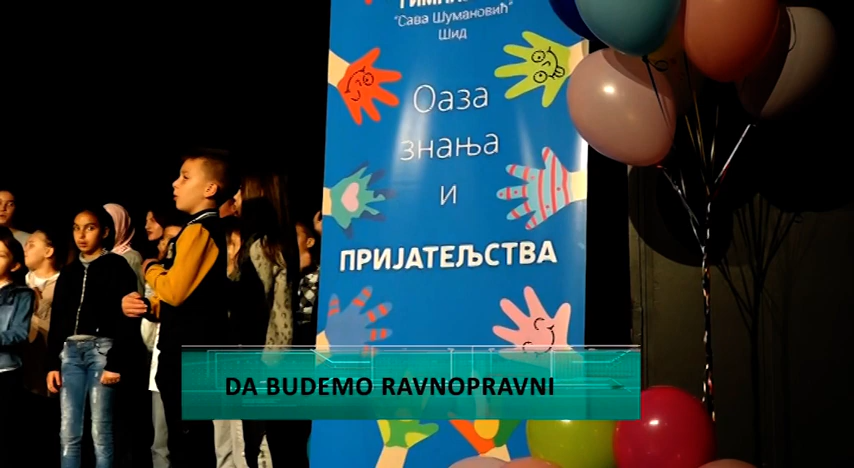 "Сава Шумановић"
Шид
Оаза
знања
и
ПРИЈАТЕЉСТВА
DA BUDEMO RAVNOPRAVNI